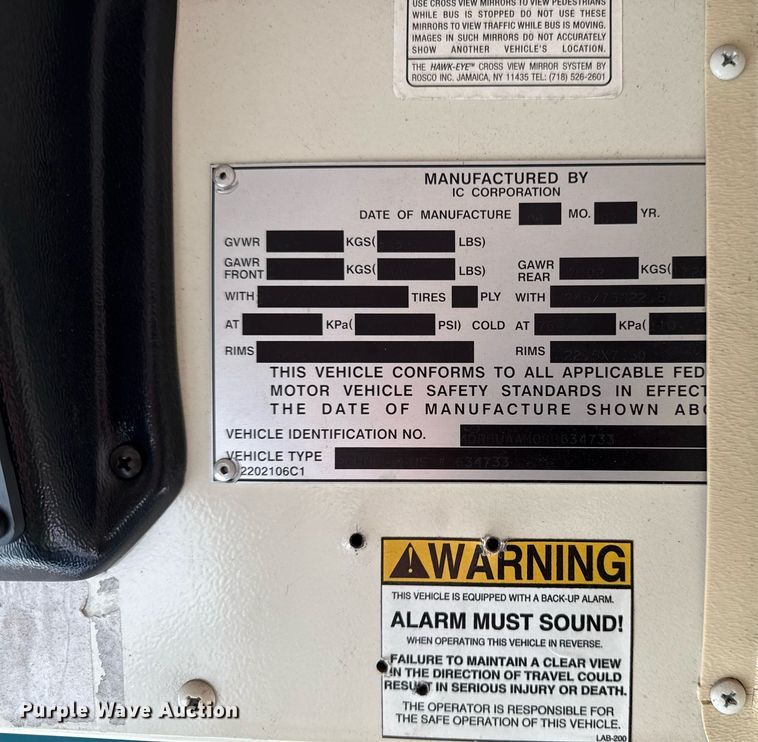 USE CROSS VIEW MIRRORS TO VIEW PEDESTRIANS
WHILE BUS IS STOPPED DO NOT USE THESE
MIRRORS TO VIEW TRAFFIC WHILE BUS IS MOVING.
IMAGES IN SUCH MIRRORS DO NOT ACCURATELY
SHOW ANOTHER VEHICLE'S LOCATION.
THE HAWK-EYE™ CROSS VIEW MIRROR SYSTEM BY
ROSCO INC. JAMAICA, NY 11435 TEL: (718) 526-2601
MANUFACTURED BY
IC CORPORATION
DATE OF MANUFACTURE MO. YR.
GVWR KGS( LBS)
GAWR FRONT KGS( LBS) GAWR REAR KGS(
WITH TIRES PLY WITH
AT KPa( PSI) COLD AT KPa(
RIMS RIMS
THIS VEHICLE CONFORMS TO ALL APPLICABLE FED
MOTOR VEHICLE SAFETY STANDARDS IN EFFECT
THE DATE OF MANUFACTURE SHOWN ABO
VEHICLE IDENTIFICATION NO. 634733
VEHICLE TYPE 634733
2202106C1
WARNING
THIS VEHICLE IS EQUIPPED WITH A BACK-UP ALARM.
ALARM MUST SOUND!
WHEN OPERATING THIS VEHICLE IN REVERSE.
FAILURE TO MAINTAIN A CLEAR VIEW
IN THE DIRECTION OF TRAVEL COULD
RESULT IN SERIOUS INJURY OR DEATH.
THE OPERATOR IS RESPONSIBLE FOR
THE SAFE OPERATION OF THIS VEHICLE.
LAB-200
Purple Wave Auction